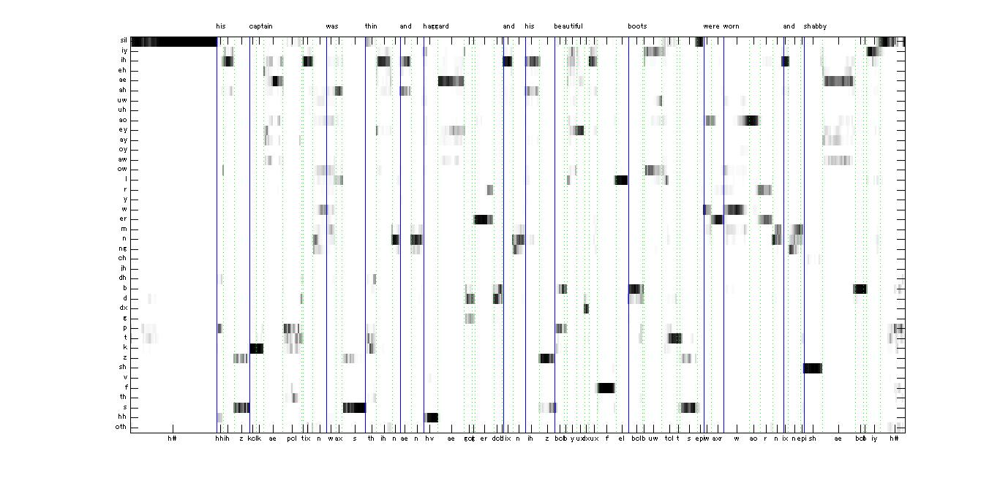 his captain was thin and haggard and his beautiful boots were worn and shabby
sil
iy
ih
eh
ae
ah
uw
uh
ao
ey
ay
oy
aw
ow
l
r
y
w
er
m
n
ng
ch
jh
dh
b
d
dx
g
p
t
k
z
sh
v
f
th
s
hh
oth
h# hh ih z kcl k ae pcl t ix n w ax s th ih n ae n hv ae gcl g er dcl d ix n ih z bcl b y ux dx ux f el bcl b uw tcl t s epi w axr w ao r n ix n epi sh ae bcl b iy h#